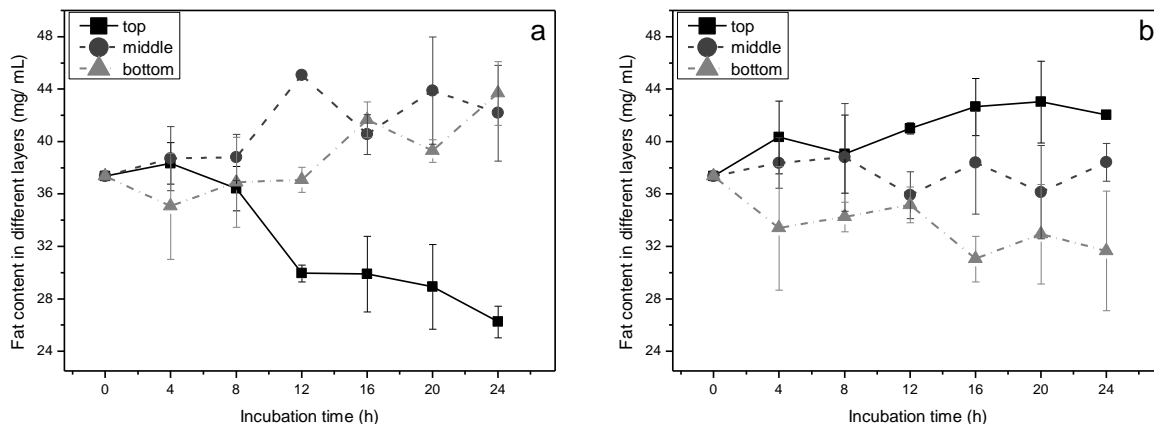 top
middle
bottom
a
48
44
40
36
32
28
24
Fat content in different layers (mg/ mL)
0 4 8 12 16 20 24
Incubation time (h)
top
middle
bottom
b
48
44
40
36
32
28
24
Fat content in different layers (mg/ mL)
0 4 8 12 16 20 24
Incubation time (h)